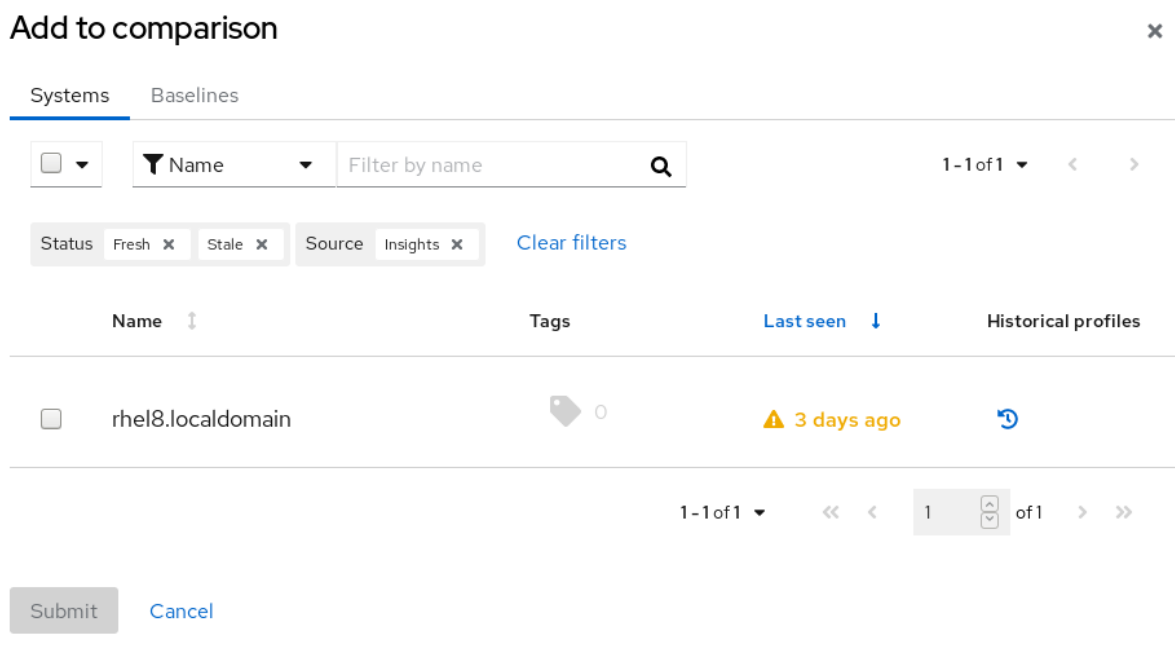 Add to comparison
Systems Baselines
Name Filter by name 1-1 of 1
Status Fresh Stale Source Insights Clear filters
Name Tags Last seen Historical profiles
rhel8.localdomain 0 3 days ago
1-1 of 1 1 of 1
Submit Cancel